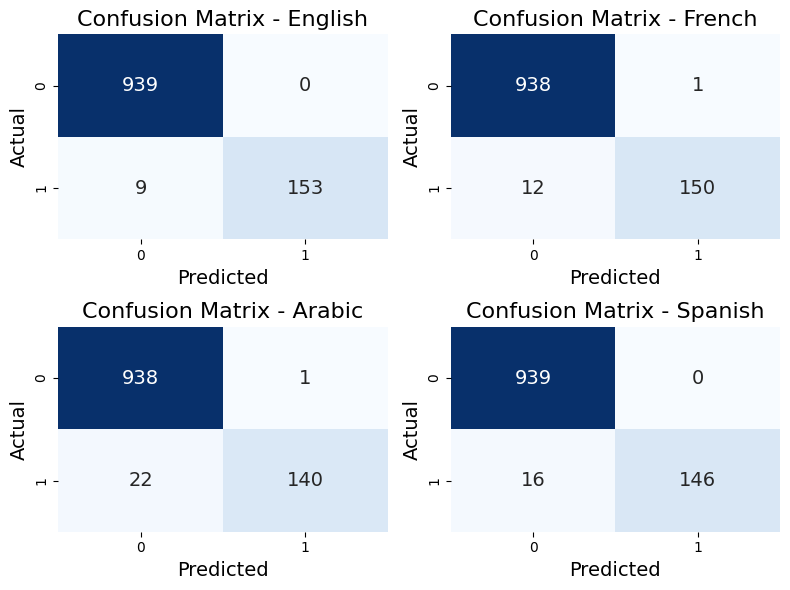 Confusion Matrix - English
Actual
0
939
0
1
9
153
0
1
Predicted
Confusion Matrix - French
Actual
0
938
1
1
12
150
0
1
Predicted
Confusion Matrix - Arabic
Actual
0
938
1
1
22
140
0
1
Predicted
Confusion Matrix - Spanish
Actual
0
939
0
1
16
146
0
1
Predicted